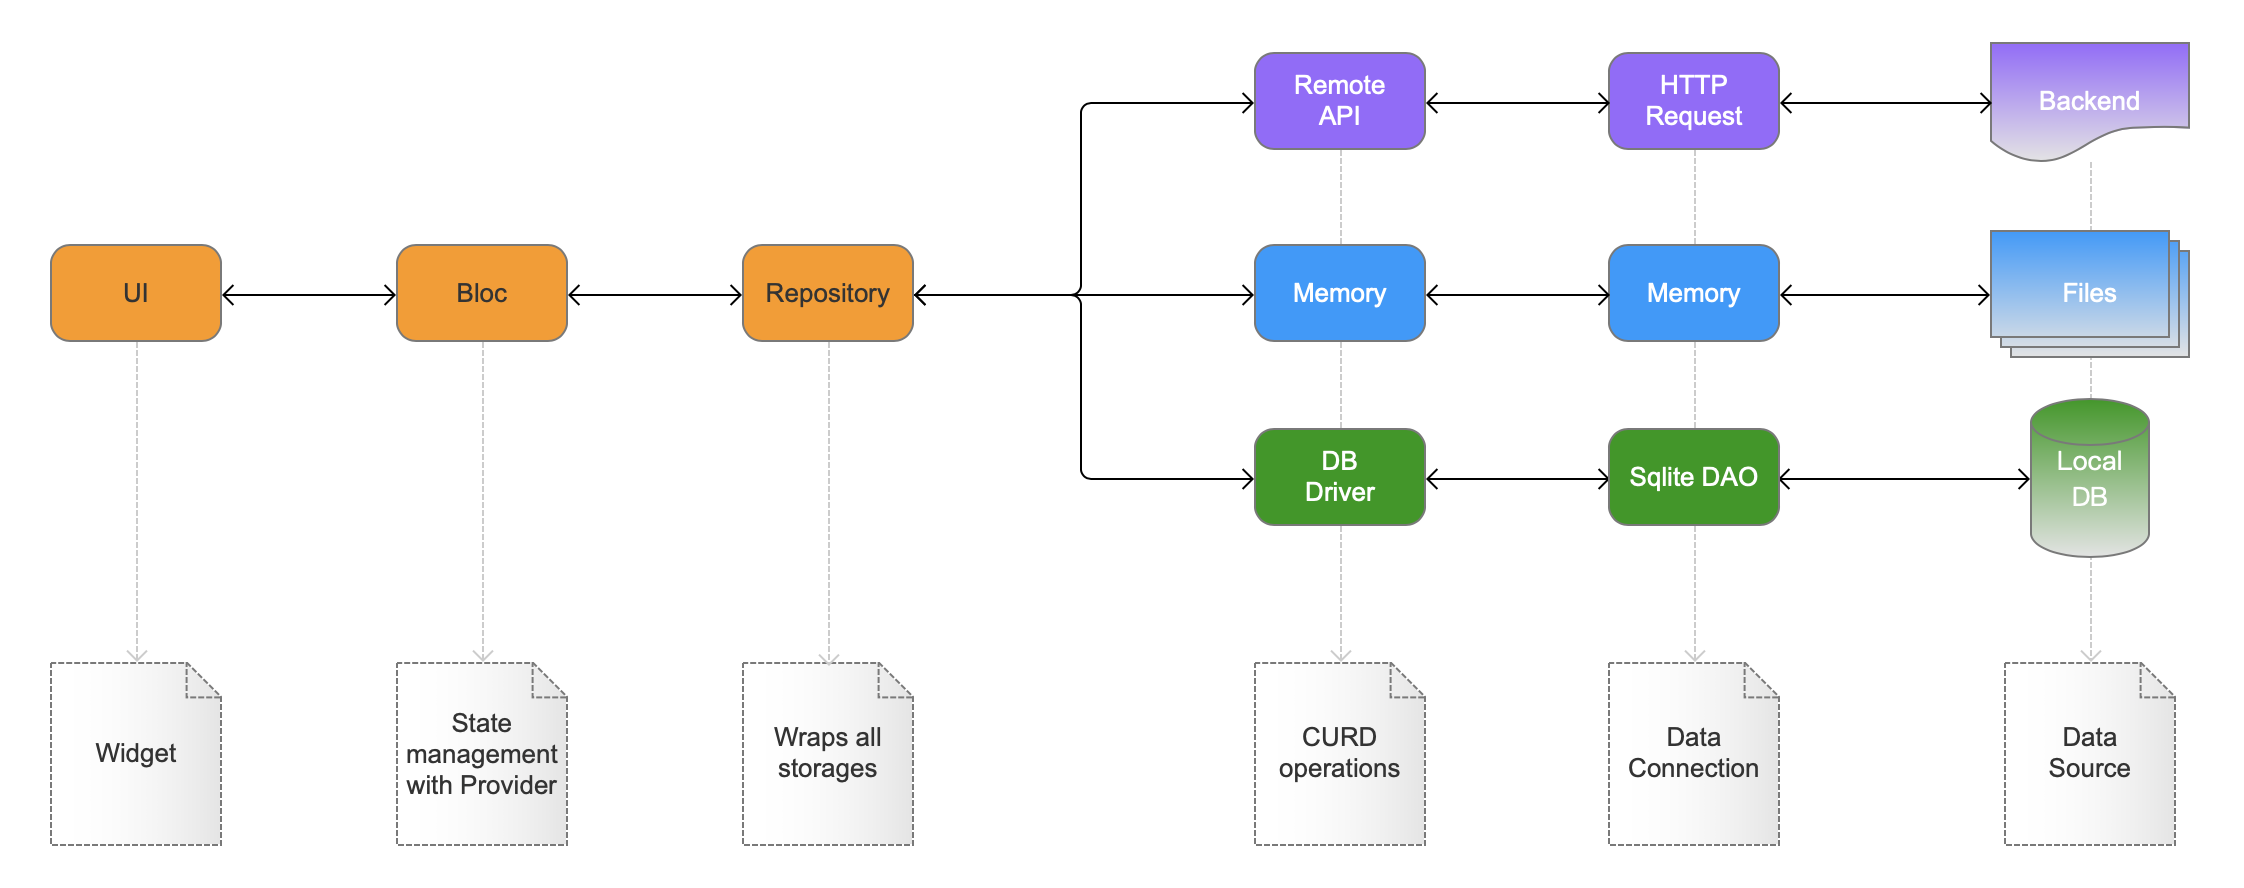 Remote
API
HTTP
Request
Backend
UI
Bloc
Repository
Memory
Memory
Files
DB
Driver
Sqlite DAO
Local
DB
Widget
State
management
with Provider
Wraps all
storages
CURD
operations
Data
Connection
Data
Source